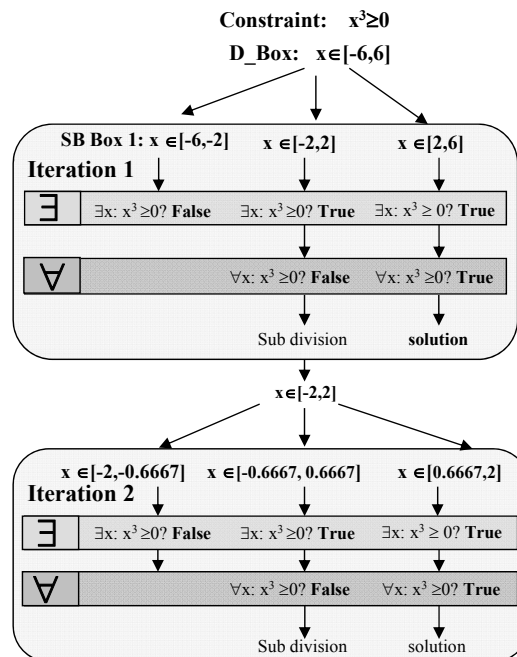 Constraint: x³≥0
D_Box: x∈[-6,6]
SB Box 1: x ∈[-6,-2] x∈[-2,2] x∈[2,6]
Iteration 1
∃ ∃x: x³ ≥0? False ∃x: x³ ≥0? True ∃x: x³ ≥ 0? True
∀ ∀x: x³ ≥0? False ∀x: x³ ≥0? True
Sub division solution
x∈[-2,2]
x ∈[-2,-0.6667] x ∈[-0.6667, 0.6667] x ∈[0.6667,2]
Iteration 2
∃ ∃x: x³ ≥0? False ∃x: x³ ≥0? True ∃x: x³ ≥ 0? True
∀ ∀x: x³ ≥0? False ∀x: x³ ≥0? True
Sub division solution